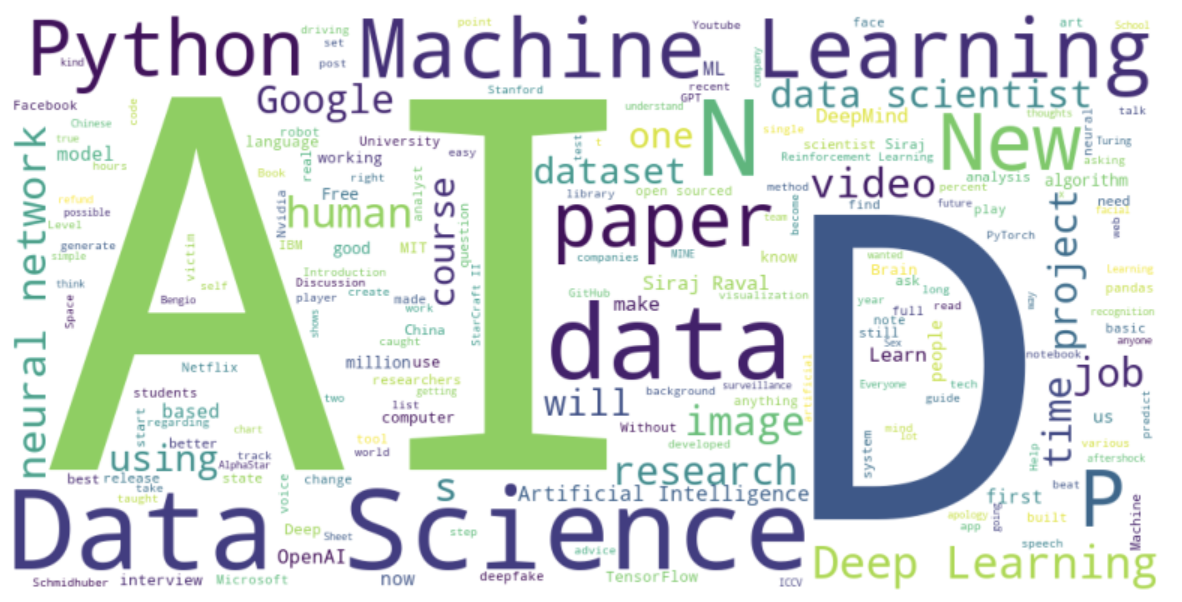 Python
Machine Learning
driving
set
post
kind
point
Youtube
face
art
School
ML
recent
GPT
company
Facebook
Google
Stanford
understand
data scientist
thoughts
talk
Chinese
code
true
hours
model
AI
D
N
one
DeepMind
single
New
neural
Turing
asking
neural network
robot
language
University
easy
working
real
right
Free
Book
test
t
dataset
library
open sourced
scientist
Siraj
Reinforcement Learning
analysis
algorithm
method
become
video
percent
future
play
find
need
web
facial
refund
possible
Level
generate
simple
think
Space
victim
self
Bengio
Nvidia
human
IBM
good
MIT
analyst
course
question
StarCraft II
Introduction
Discussion
player
create
made
work
shows
China
caught
paper
team
companies
MINE
know
Siraj Raval
visualization
GitHub
make
data
PyTorch
wanted
Brain
ask
long
year
full
read
note
still
Sex
Learn
people
Everyone
tech
guide
way
notebook
project
time
Learning
pandas
recognition
basic
anyone
job
us
predict
various
aftershock
Netflix
students
million
use
researchers
getting
two
list
computer
will
background
surveillance
anything
artificial
image
Without
developed
research
mind
lot
system
start
based
regarding
better
using
chart
track
AlphaStar
state
tool
world
best
release
take
taught
voice
change
Data Science
s
Artificial Intelligence
Deep
Sheet
OpenAI
step
advice
first
Help
beat
P
apology
app
going
built
speech
Machine
Deep Learning
Schmidhuber
interview
Microsoft
now
deepfake
TensorFlow
ICCV